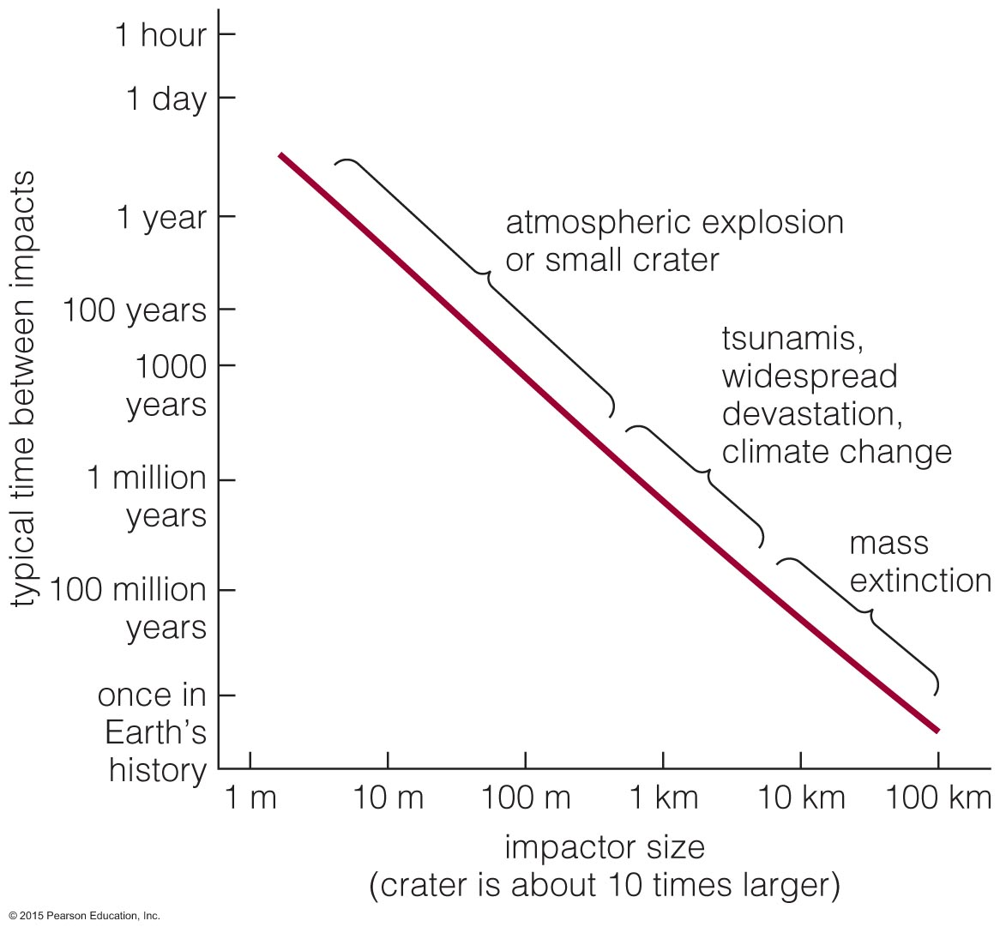 1 hour
1 day
1 year
100 years
1000
years
1 million
years
100 million
years
once in
Earth’s
history
typical time between impacts
atmospheric explosion
or small crater
tsunamis,
widespread
devastation,
climate change
mass
extinction
1 m
10 m
100 m
1 km
10 km
100 km
impactor size
(crater is about 10 times larger)
© 2015 Pearson Education, Inc.